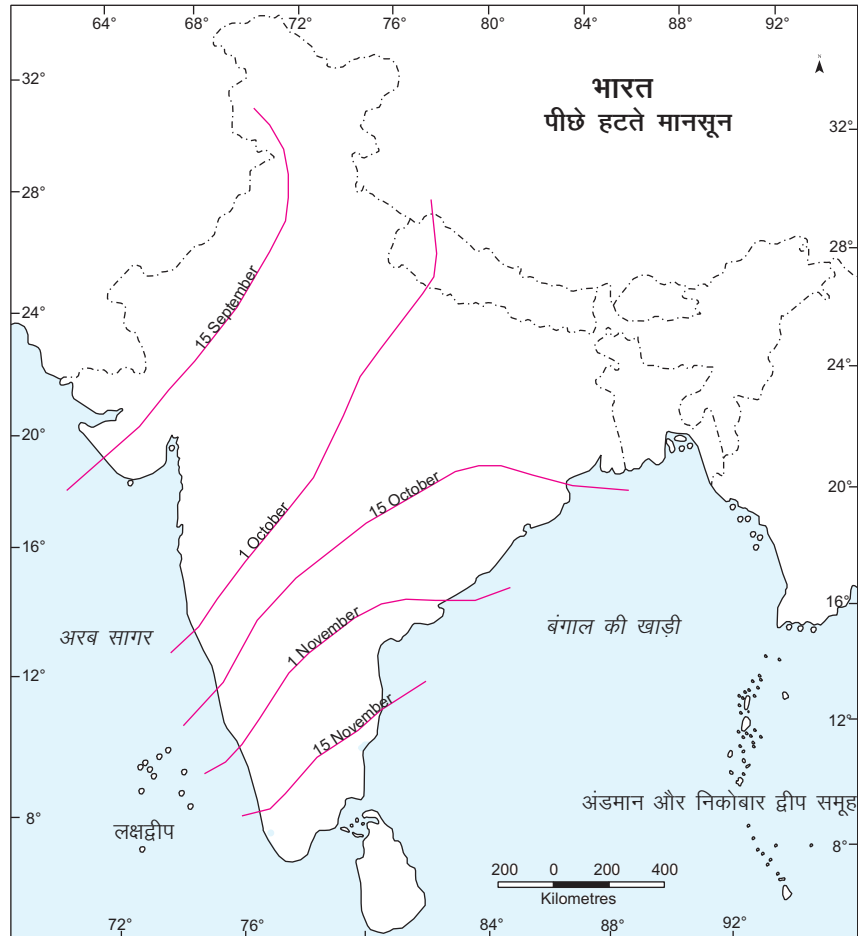 64° 68° 72° 76° 80° 88° 92°
N
भारत
पीछे हटते मानसून
32°
32°
28°
28°
24°
24°
20°
20°
16°
16°
12°
12°
8°
8°
15 September
1 October
15 October
1 November
15 November
अरब सागर
बंगाल की खाड़ी
लक्षद्वीप
अंडमान और निकोबार द्वीप समूह
200 0 200 400
Kilometres
72° 76° 84° 88° 92°